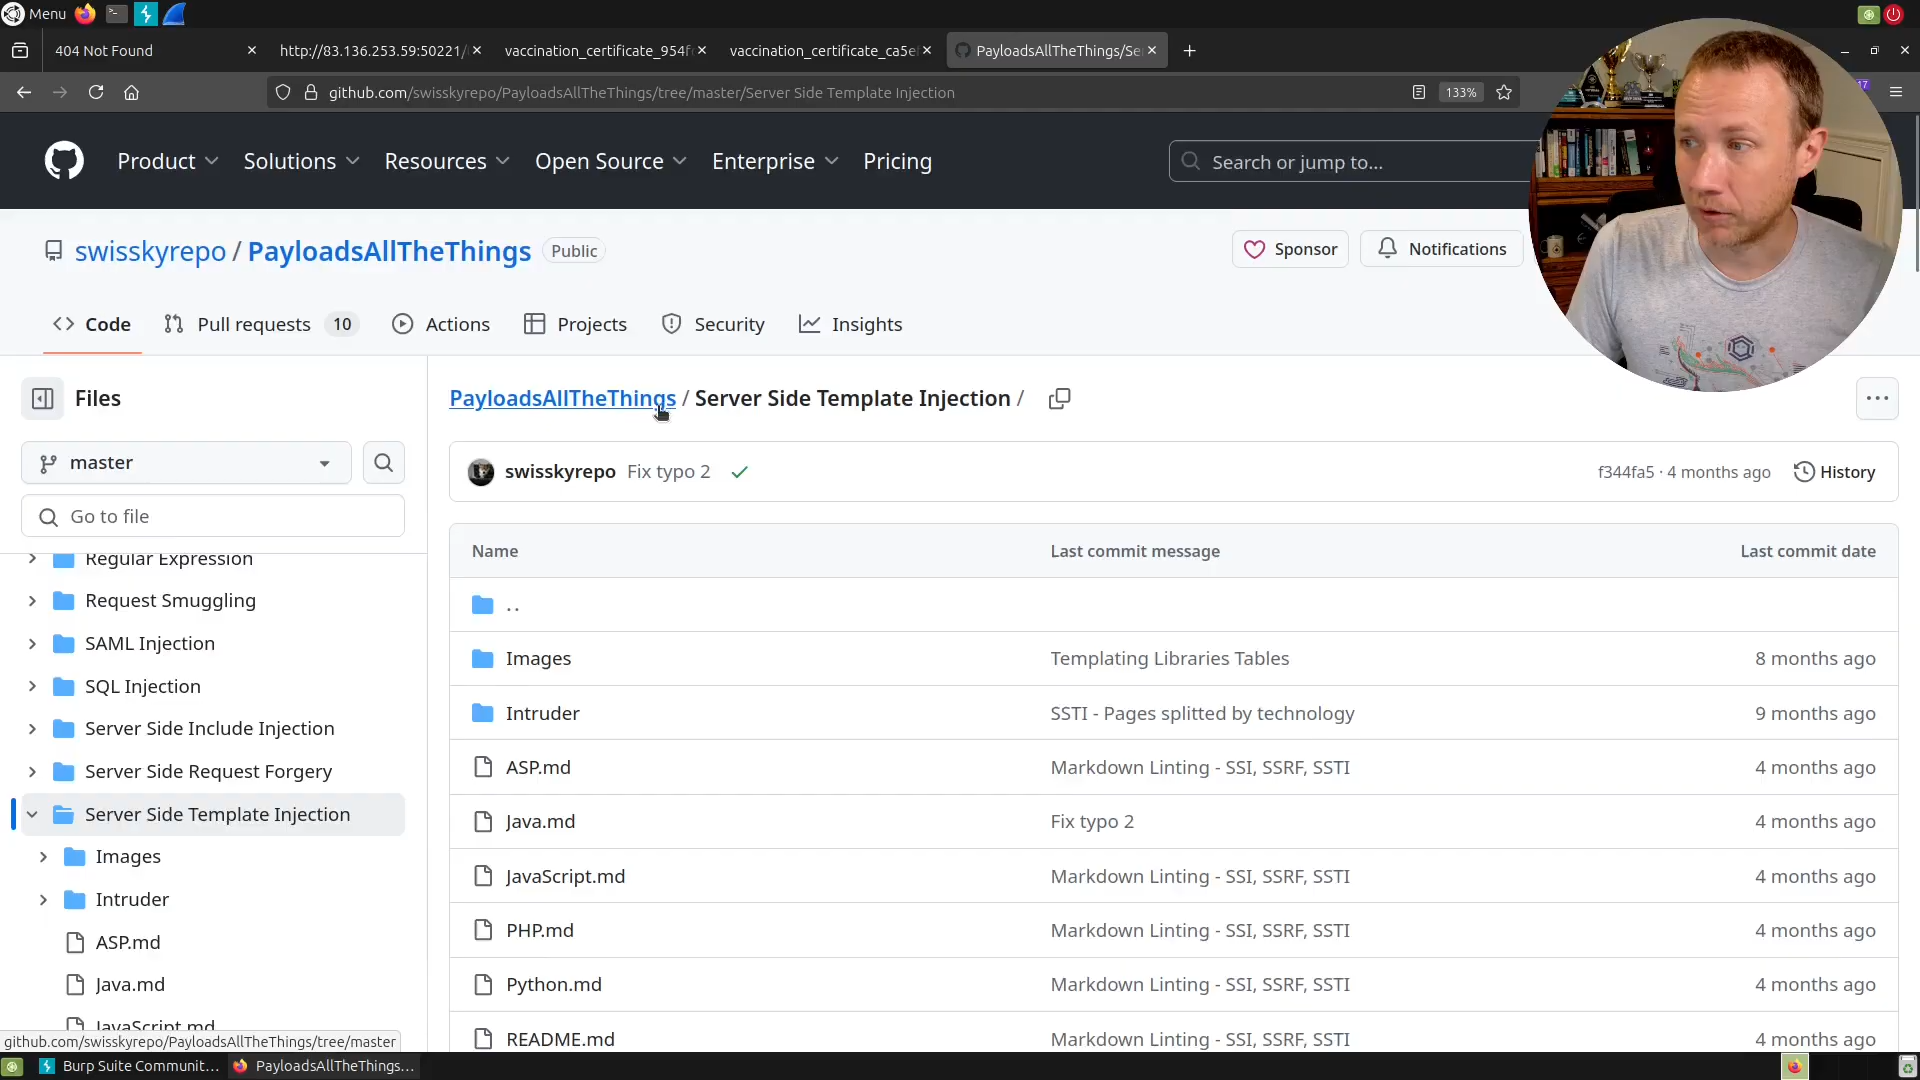 Menu
404 Not Found
http://83.136.253.59:50221/
vaccination_certificate_954f
vaccination_certificate_ca5e
PayloadsAllTheThings/Se
github.com/swisskyrepo/PayloadsAllTheThings/tree/master/Server Side Template Injection
133%
17
Product
Solutions
Resources
Open Source
Enterprise
Pricing
Search or jump to...
swisskyrepo / PayloadsAllTheThings
Public
Sponsor
Notifications
Code
Pull requests 10
Actions
Projects
Security
Insights
Files
master
Go to file
Regular Expression
Request Smuggling
SAML Injection
SQL Injection
Server Side Include Injection
Server Side Request Forgery
Server Side Template Injection
Images
Intruder
ASP.md
Java.md
JavaScript.md
PayloadsAllTheThings / Server Side Template Injection /
swisskyrepo Fix typo 2
f344fa5 · 4 months ago
History
Name Last commit message Last commit date
..
Images Templating Libraries Tables 8 months ago
Intruder SSTI - Pages splitted by technology 9 months ago
ASP.md Markdown Linting - SSI, SSRF, SSTI 4 months ago
Java.md Fix typo 2 4 months ago
JavaScript.md Markdown Linting - SSI, SSRF, SSTI 4 months ago
PHP.md Markdown Linting - SSI, SSRF, SSTI 4 months ago
Python.md Markdown Linting - SSI, SSRF, SSTI 4 months ago
README.md Markdown Linting - SSI, SSRF, SSTI 4 months ago
github.com/swisskyrepo/PayloadsAllTheThings/tree/master
Burp Suite Communit...
PayloadsAllTheThings...